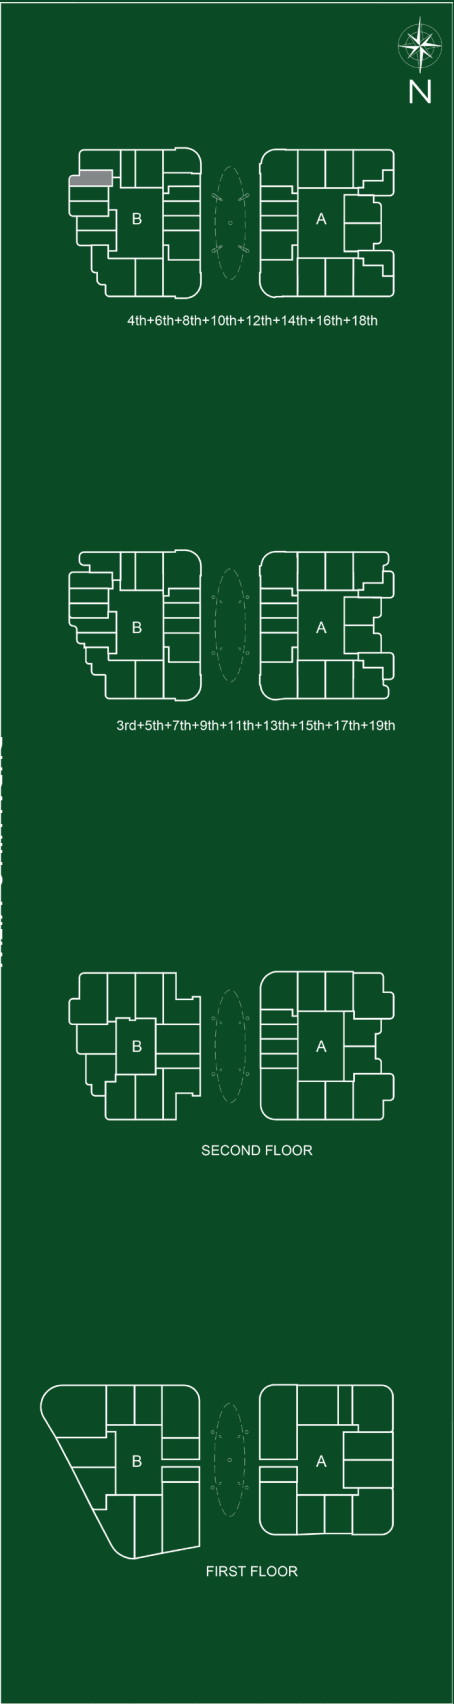 N
B
A
4th+6th+8th+10th+12th+14th+16th+18th
B
A
3rd+5th+7th+9th+11th+13th+15th+17th+19th
B
A
SECOND FLOOR
B
A
FIRST FLOOR